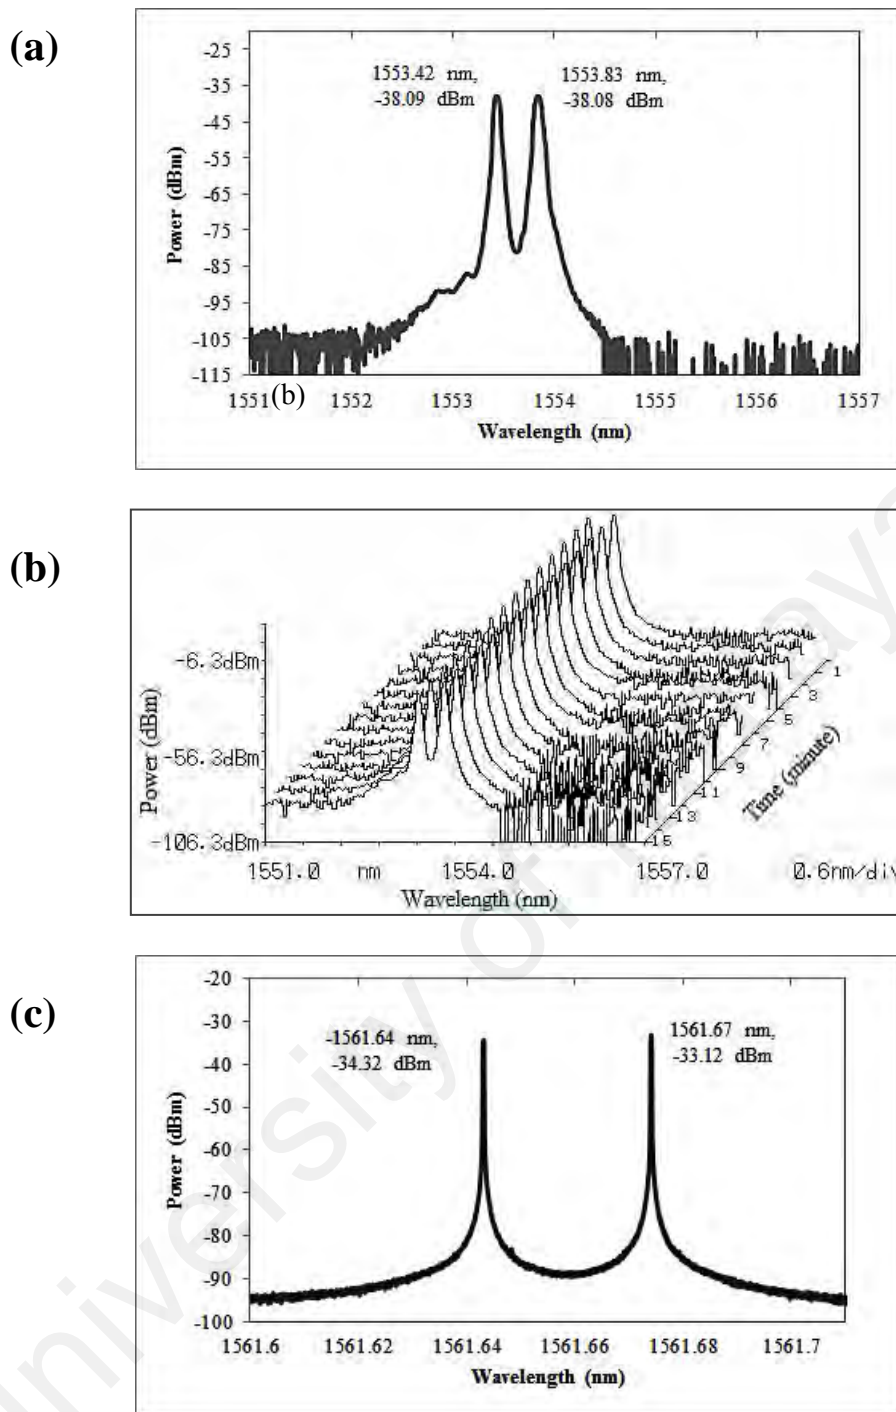 (a)
-25
-35
-45
-55
-65
-75
-85
-95
-105
-115
Power (dBm)
1553.42 nm,
-38.09 dBm
1553.83 nm,
-38.08 dBm
1551 (b) 1552 1553 1554 1555 1556 1557
Wavelength (nm)
(b)
-6.3dBm
-56.3dBm
-106.3dBm
Power (dBm)
1 3 5 7 9 11 13 15
Time (minute)
1551.0 nm 1554.0 1557.0 0.6nm/div
Wavelength (nm)
(c)
-20
-30
-40
-50
-60
-70
-80
-90
-100
Power (dBm)
-1561.64 nm,
-34.32 dBm
1561.67 nm,
-33.12 dBm
1561.6 1561.62 1561.64 1561.66 1561.68 1561.7
Wavelength (nm)
University of Malaya